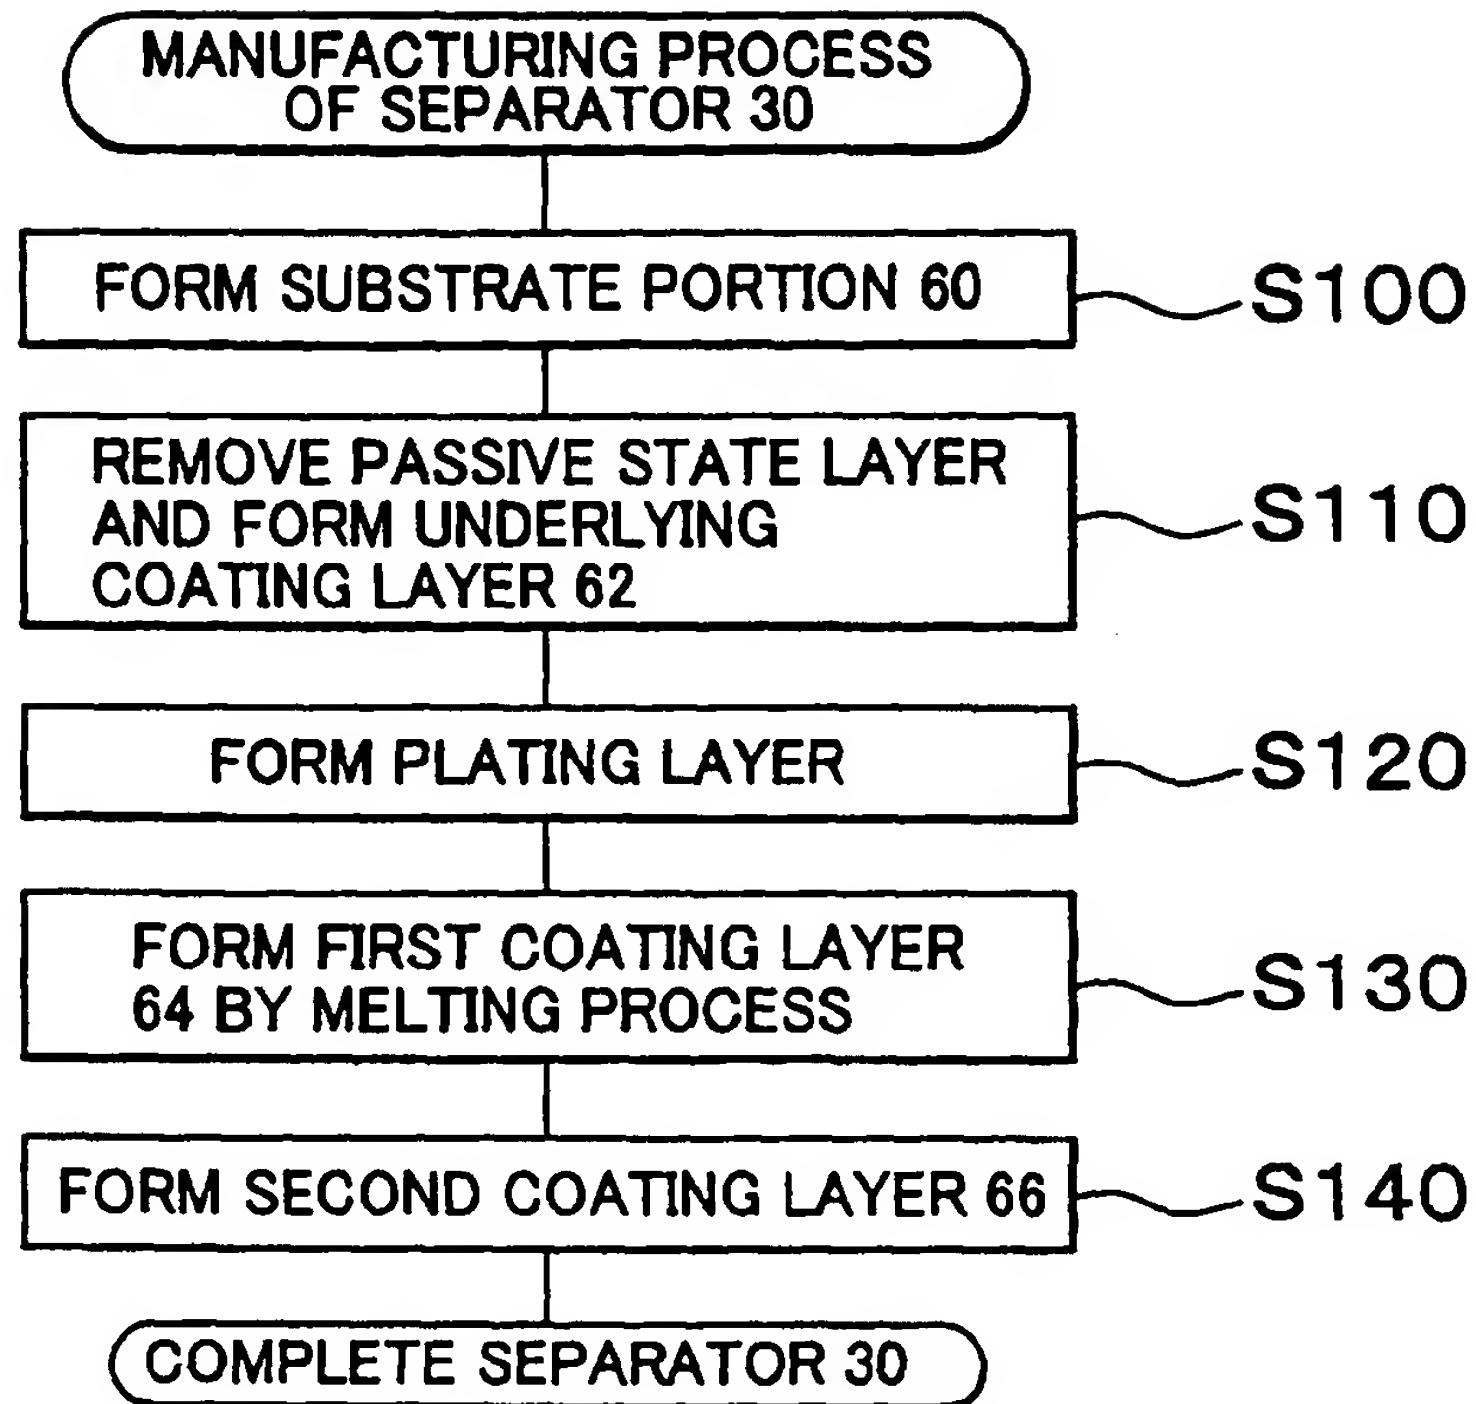 MANUFACTURING PROCESS
OF SEPARATOR 30
FORM SUBSTRATE PORTION 60
S100
REMOVE PASSIVE STATE LAYER
AND FORM UNDERLYING
COATING LAYER 62
S110
FORM PLATING LAYER
S120
FORM FIRST COATING LAYER
64 BY MELTING PROCESS
S130
FORM SECOND COATING LAYER 66
S140
COMPLETE SEPARATOR 30